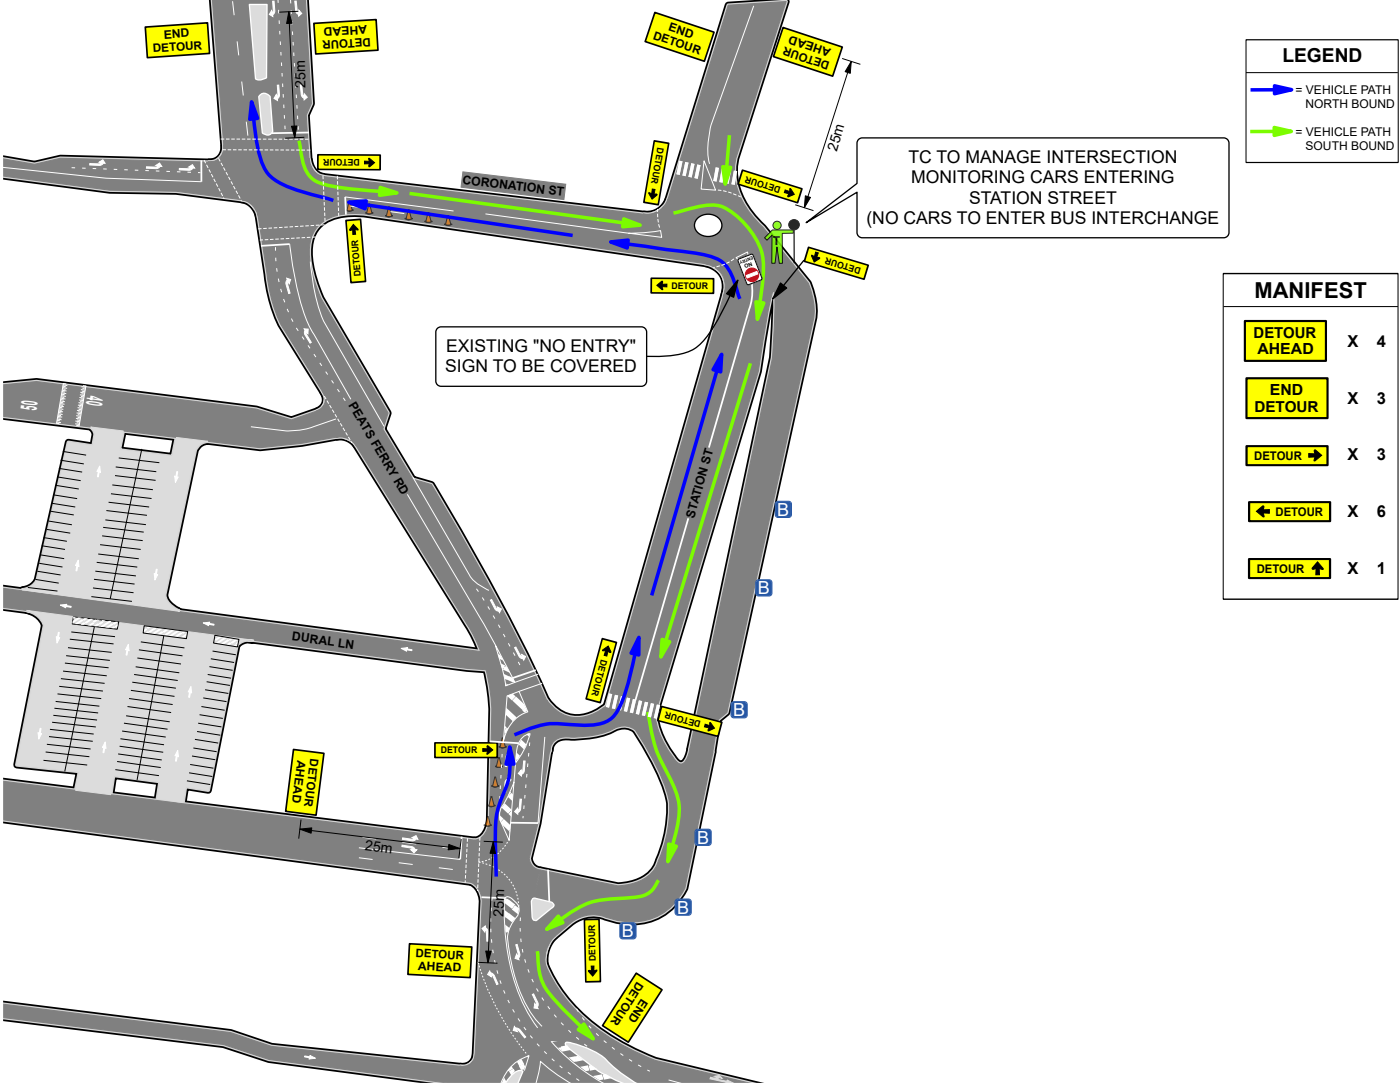 END
DETOUR
DETOUR
AHEAD
25m
END
DETOUR
DETOUR
AHEAD
25m
LEGEND
= VEHICLE PATH
NORTH BOUND
= VEHICLE PATH
SOUTH BOUND
TC TO MANAGE INTERSECTION
MONITORING CARS ENTERING
STATION STREET
(NO CARS TO ENTER BUS INTERCHANGE
DETOUR
CORONATION ST
DETOUR
DETOUR
DETOUR
DETOUR
DETOUR
NO
ENTRY
EXISTING "NO ENTRY"
SIGN TO BE COVERED
MANIFEST
DETOUR
AHEAD
X 4
END
DETOUR
X 3
DETOUR
X 3
DETOUR
X 6
DETOUR
X 1
50
40
PEATS FERRY RD
STATION ST
B
B
DURAL LN
DETOUR
DETOUR
B
DETOUR
DETOUR
AHEAD
25m
B
25m
B
B
DETOUR
AHEAD
DETOUR
END
DETOUR